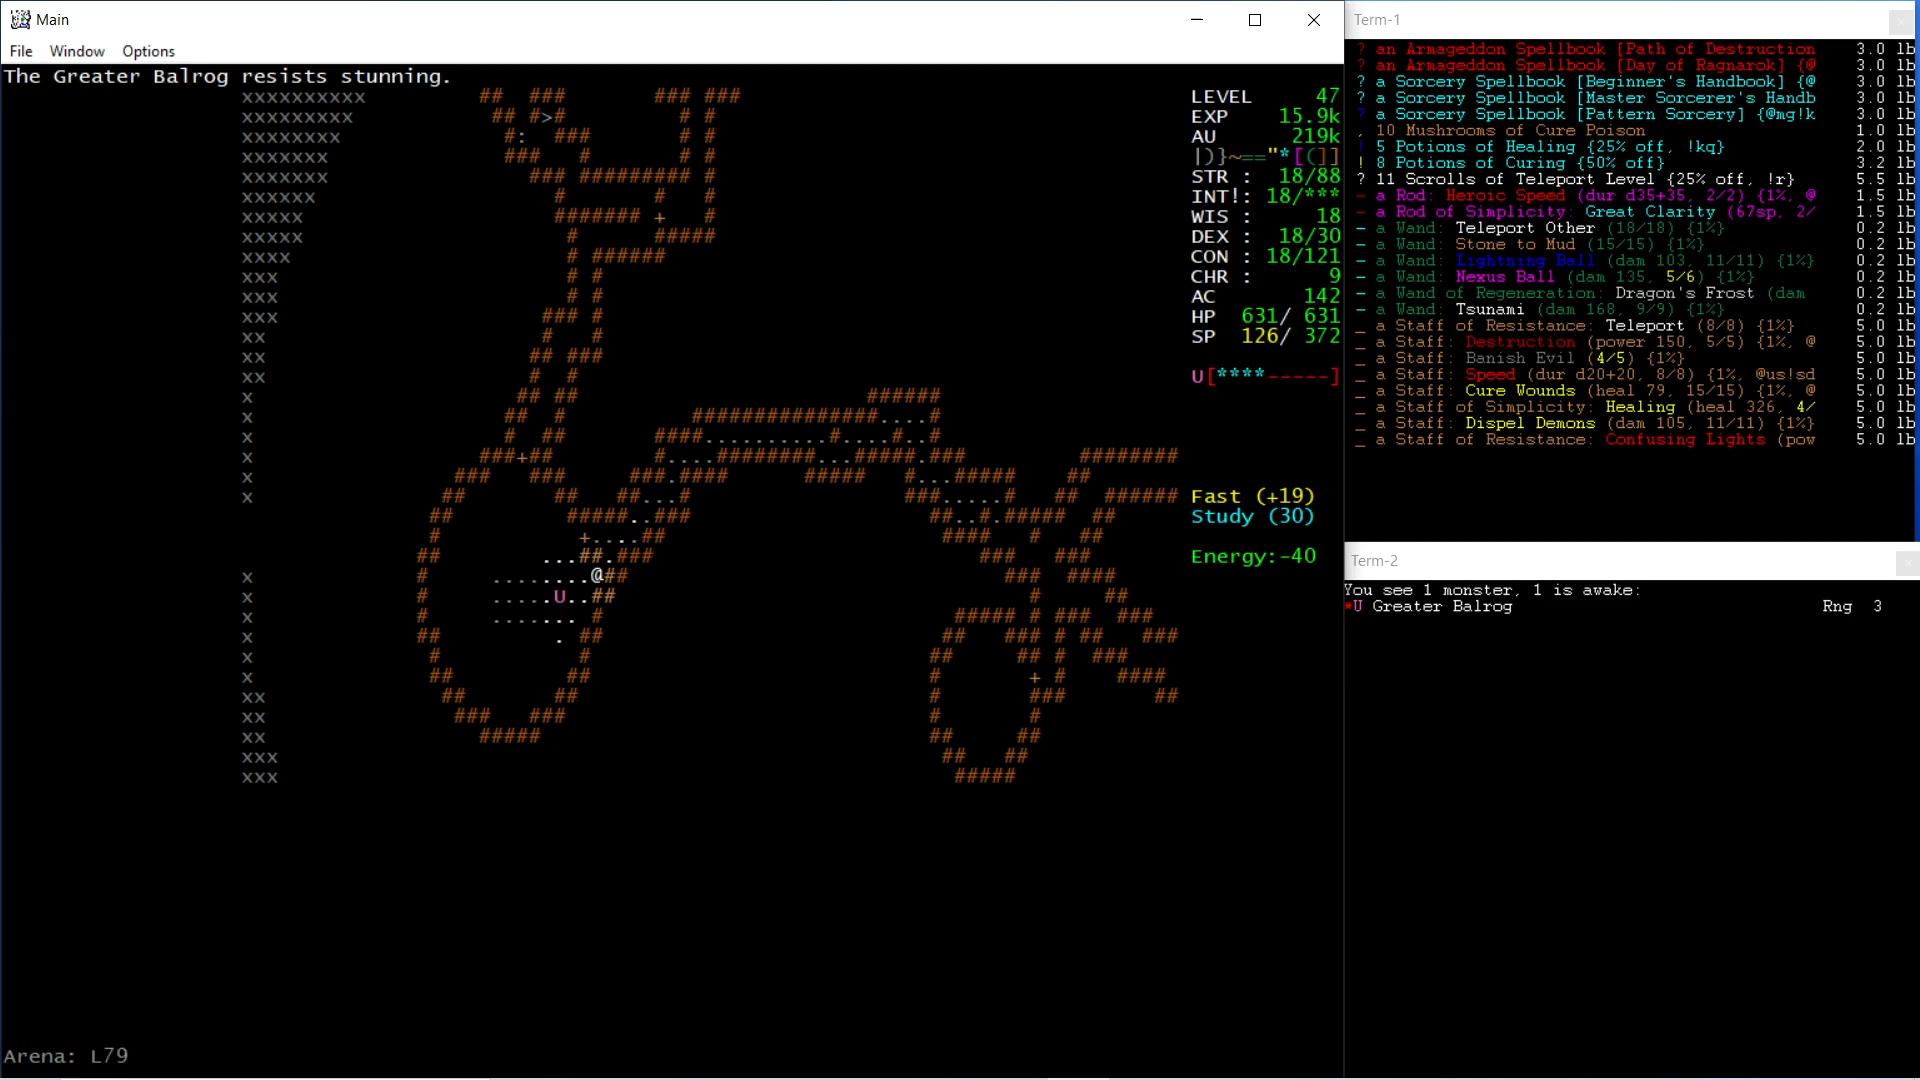 Main
File Window Options
The Greater Balrog resists stunning.
LEVEL 47
EXP 15.9k
AU 219k
|)}~=="*[(]]
STR : 18/88
INT!: 18/***
WIS : 18
DEX : 18/30
CON : 18/121
CHR : 9
AC 142
HP 631/ 631
SP 126/ 372
U[****-----]
Fast (+19)
Study (30)
Energy:-40
Arena: L79
Term-1
? an Armageddon Spellbook [Path of Destruction 3.0 lb
? an Armageddon Spellbook [Day of Ragnarok] {@ 3.0 lb
? a Sorcery Spellbook [Beginner's Handbook] {@ 3.0 lb
? a Sorcery Spellbook [Master Sorcerer's Handb 3.0 lb
? a Sorcery Spellbook [Pattern Sorcery] {@mg!k 3.0 lb
, 10 Mushrooms of Cure Poison 1.0 lb
! 5 Potions of Healing {25% off, !kq} 2.0 lb
! 8 Potions of Curing {50% off} 3.2 lb
? 11 Scrolls of Teleport Level {25% off, !r} 5.5 lb
- a Rod: Heroic Speed (dur d35+35, 2/2) {1%, @ 1.5 lb
- a Rod of Simplicity: Great Clarity (67sp, 2/ 1.5 lb
- a Wand: Teleport Other (18/18) {1%} 0.2 lb
- a Wand: Stone to Mud (15/15) {1%} 0.2 lb
- a Wand: Lightning Ball (dam 103, 11/11) {1%} 0.2 lb
- a Wand: Nexus Ball (dam 135, 5/6) {1%} 0.2 lb
- a Wand of Regeneration: Dragon's Frost (dam 0.2 lb
- a Wand: Tsunami (dam 168, 9/9) {1%} 0.2 lb
_ a Staff of Resistance: Teleport (8/8) {1%} 5.0 lb
_ a Staff: Destruction (power 150, 5/5) {1%, @ 5.0 lb
_ a Staff: Banish Evil (4/5) {1%} 5.0 lb
_ a Staff: Speed (dur d20+20, 8/8) {1%, @us!sd 5.0 lb
_ a Staff: Cure Wounds (heal 79, 15/15) {1%, @ 5.0 lb
_ a Staff of Simplicity: Healing (heal 326, 4/ 5.0 lb
_ a Staff: Dispel Demons (dam 105, 11/11) {1%} 5.0 lb
_ a Staff of Resistance: Confusing Lights (pow 5.0 lb
Term-2
You see 1 monster, 1 is awake:
*U Greater Balrog Rng 3